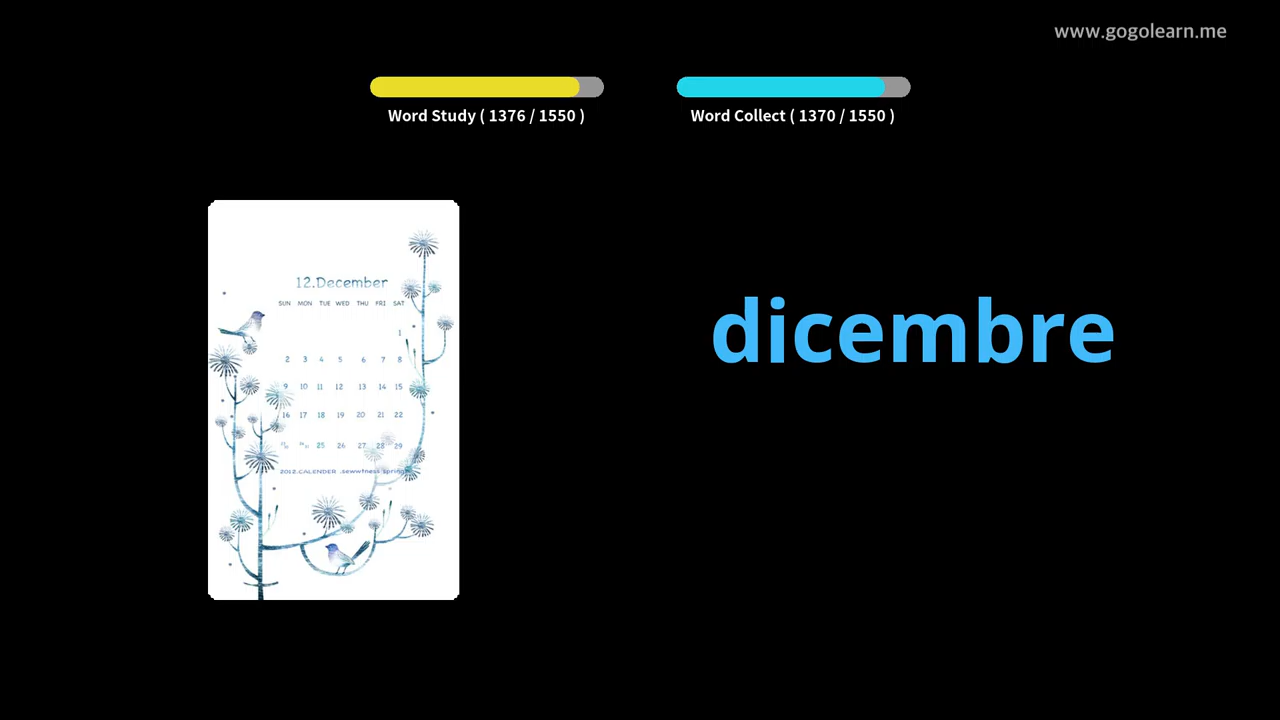 www.gogolearn.me
Word Study ( 1376 / 1550 )
Word Collect ( 1370 / 1550 )
12.December
SUN MON TUE WED THU FRI SAT
1
2 3 4 5 6 7 8
9 10 11 12 13 14 15
16 17 18 19 20 21 22
25 26 27 28 29
2012.CALENDER
dicembre